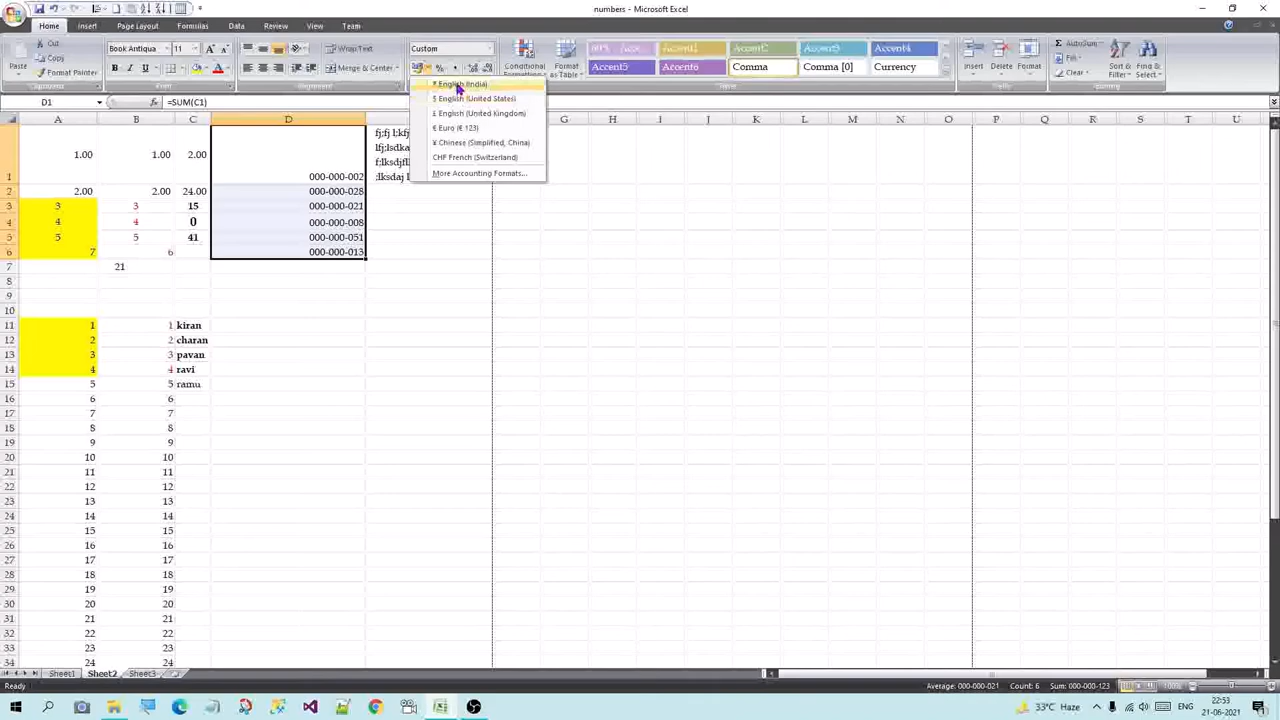 numbers - Microsoft Excel
Home Insert Page Layout Formulas Data Review View Team
Cut
Paste
Format Painter
Book Antiqua 11
B I U
Wrap Text
Merge & Center
Custom
Conditional Formatting
Format as Table
Accent1 Accent2 Accent3 Accent4
Accent5 Accent6 Comma Comma [0] Currency
Insert Delete Format
AutoSum
Fill
Clear
Sort & Filter
Find & Select
Clipboard
Alignment
D1 =SUM(C1)
₹ English (India)
$ English (United States)
£ English (United Kingdom)
€ Euro (€ 123)
¥ Chinese (Simplified, China)
CHF French (Switzerland)
More Accounting Formats...
A B C D G H I J K L M N O P Q R S T U
1 1.00 1.00 2.00 000-000-002
fj;fj l;kfj
lfj;lsdka
f;lksdjfl
;lksdaj l
2 2.00 2.00 24.00 000-000-028
3 3 3 15 000-000-021
4 4 4 0 000-000-008
5 5 5 41 000-000-051
6 7 6 000-000-013
7 21
8
9
10
11 1 1 kiran
12 2 2 charan
13 3 3 pavan
14 4 4 ravi
15 5 5 ramu
16 6 6
17 7 7
18 8 8
19 9 9
20 10 10
21 11 11
22 12 12
23 13 13
24 14 14
25 15 15
26 16 16
27 17 17
28 18 18
29 19 19
30 20 20
31 21 21
32 22 22
33 23 23
34 24 24
Sheet1 Sheet2 Sheet3
Ready Average: 000-000-021 Count: 6 Sum: 000-000-123 100%
33°C Haze ENG 22:53
21-06-2021